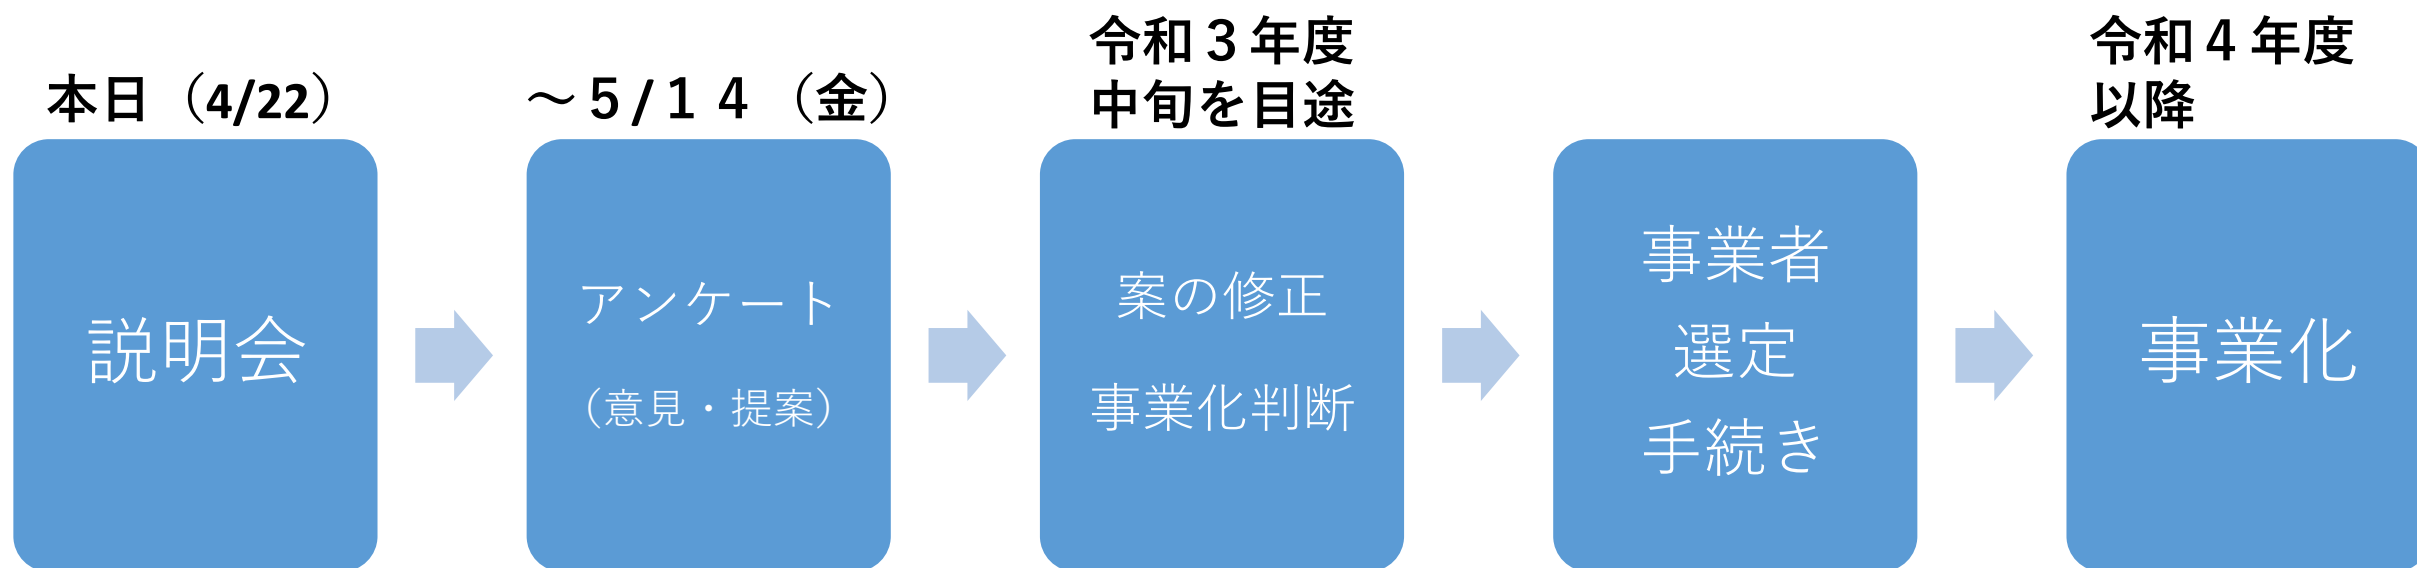 本日（4/22）
説明会
～５/１４（金）
アンケート
（意見・提案）
令和３年度
中旬を目途
案の修正
事業化判断
事業者
選定
手続き
令和４年度
以降
事業化